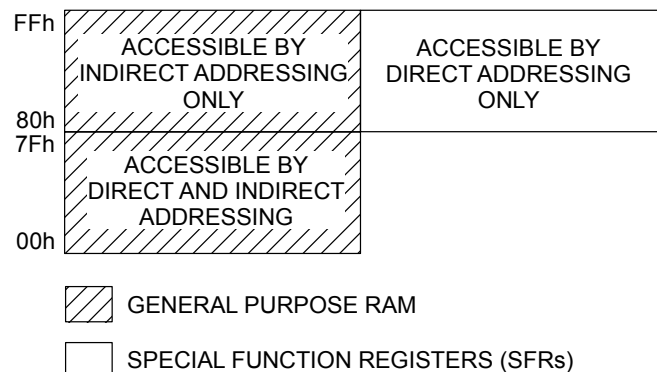 FFh
ACCESSIBLE BY
INDIRECT ADDRESSING
ONLY
ACCESSIBLE BY
DIRECT ADDRESSING
ONLY
80h
7Fh
ACCESSIBLE BY
DIRECT AND INDIRECT
ADDRESSING
00h
GENERAL PURPOSE RAM
SPECIAL FUNCTION REGISTERS (SFRs)